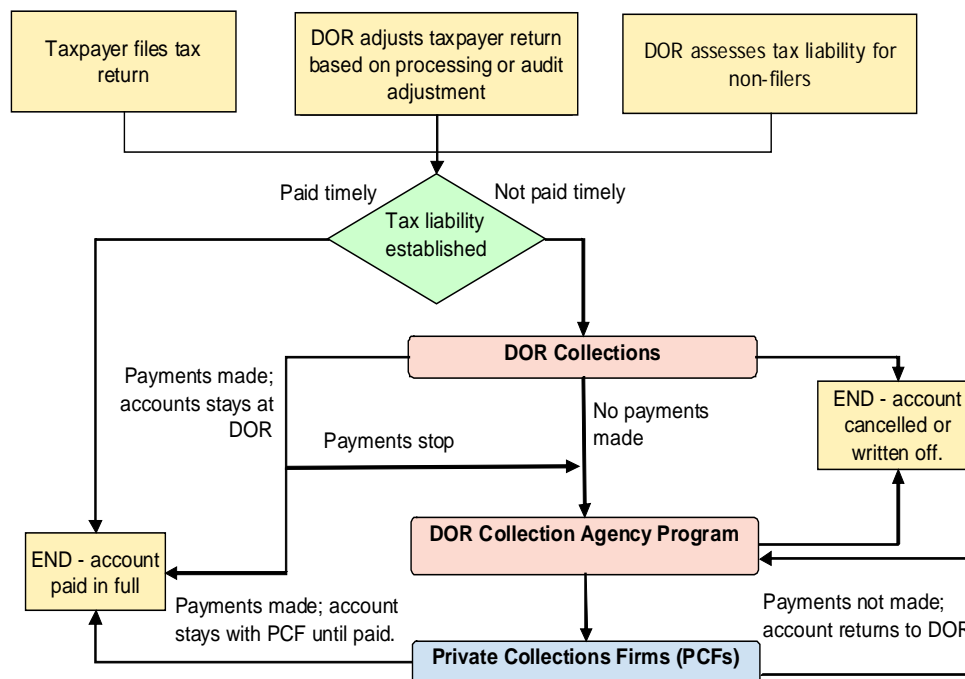 Taxpayer files tax
return
DOR adjusts taxpayer return
based on processing or audit
adjustment
DOR assesses tax liability for
non-filers
Paid timely
Not paid timely
Tax liability
established
DOR Collections
Payments made;
accounts stays at
DOR
No payments
made
END - account
cancelled or
written off.
Payments stop
DOR Collection Agency Program
END - account
paid in full
Payments made; account
stays with PCF until paid.
Payments not made;
account returns to DOR
Private Collections Firms (PCFs)